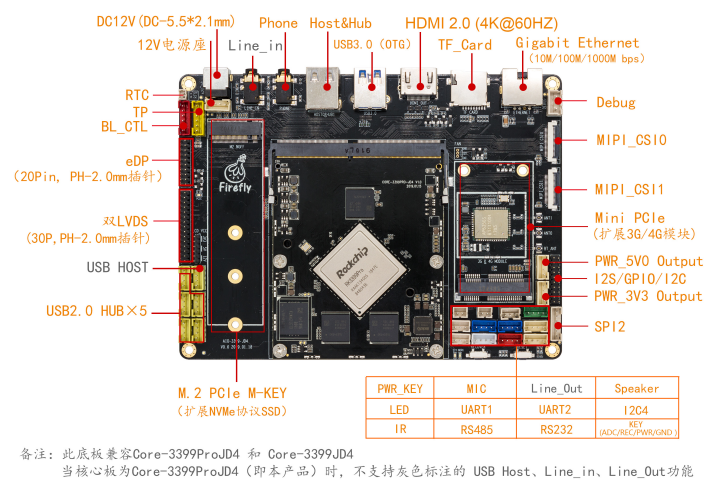 DC12V(DC-5.5*2.1mm)
12V电源座
Line_in
Phone
Host&Hub
USB3.0 (OTG)
HDMI 2.0 (4K@60HZ)
TF_Card
Gigabit Ethernet
(10M/100M/1000M bps)
RTC
TP
BL_CTL
eDP
(20Pin, PH-2.0mm插针)
双LVDS
(30P,PH-2.0mm插针)
USB HOST
USB2.0 HUB×5
Debug
MIPI_CSI0
MIPI_CSI1
Mini PCIe
(扩展3G/4G模块)
PWR_5V0 Output
I2S/GPIO/I2C
PWR_3V3 Output
SPI2
Firefly
Rockchip
FAN
3G & 4G MODULE
M.2 PCIe M-KEY
(扩展NVMe协议SSD)
PWR_KEY MIC Line_Out Speaker
LED UART1 UART2 I2C4
IR RS485 RS232 KEY
(ADC/REC/PWR/GND )
备注: 此底板兼容Core-3399ProJD4 和 Core-3399JD4
当核心板为Core-3399ProJD4 (即本产品) 时, 不支持灰色标注的 USB Host、Line_in、Line_Out功能